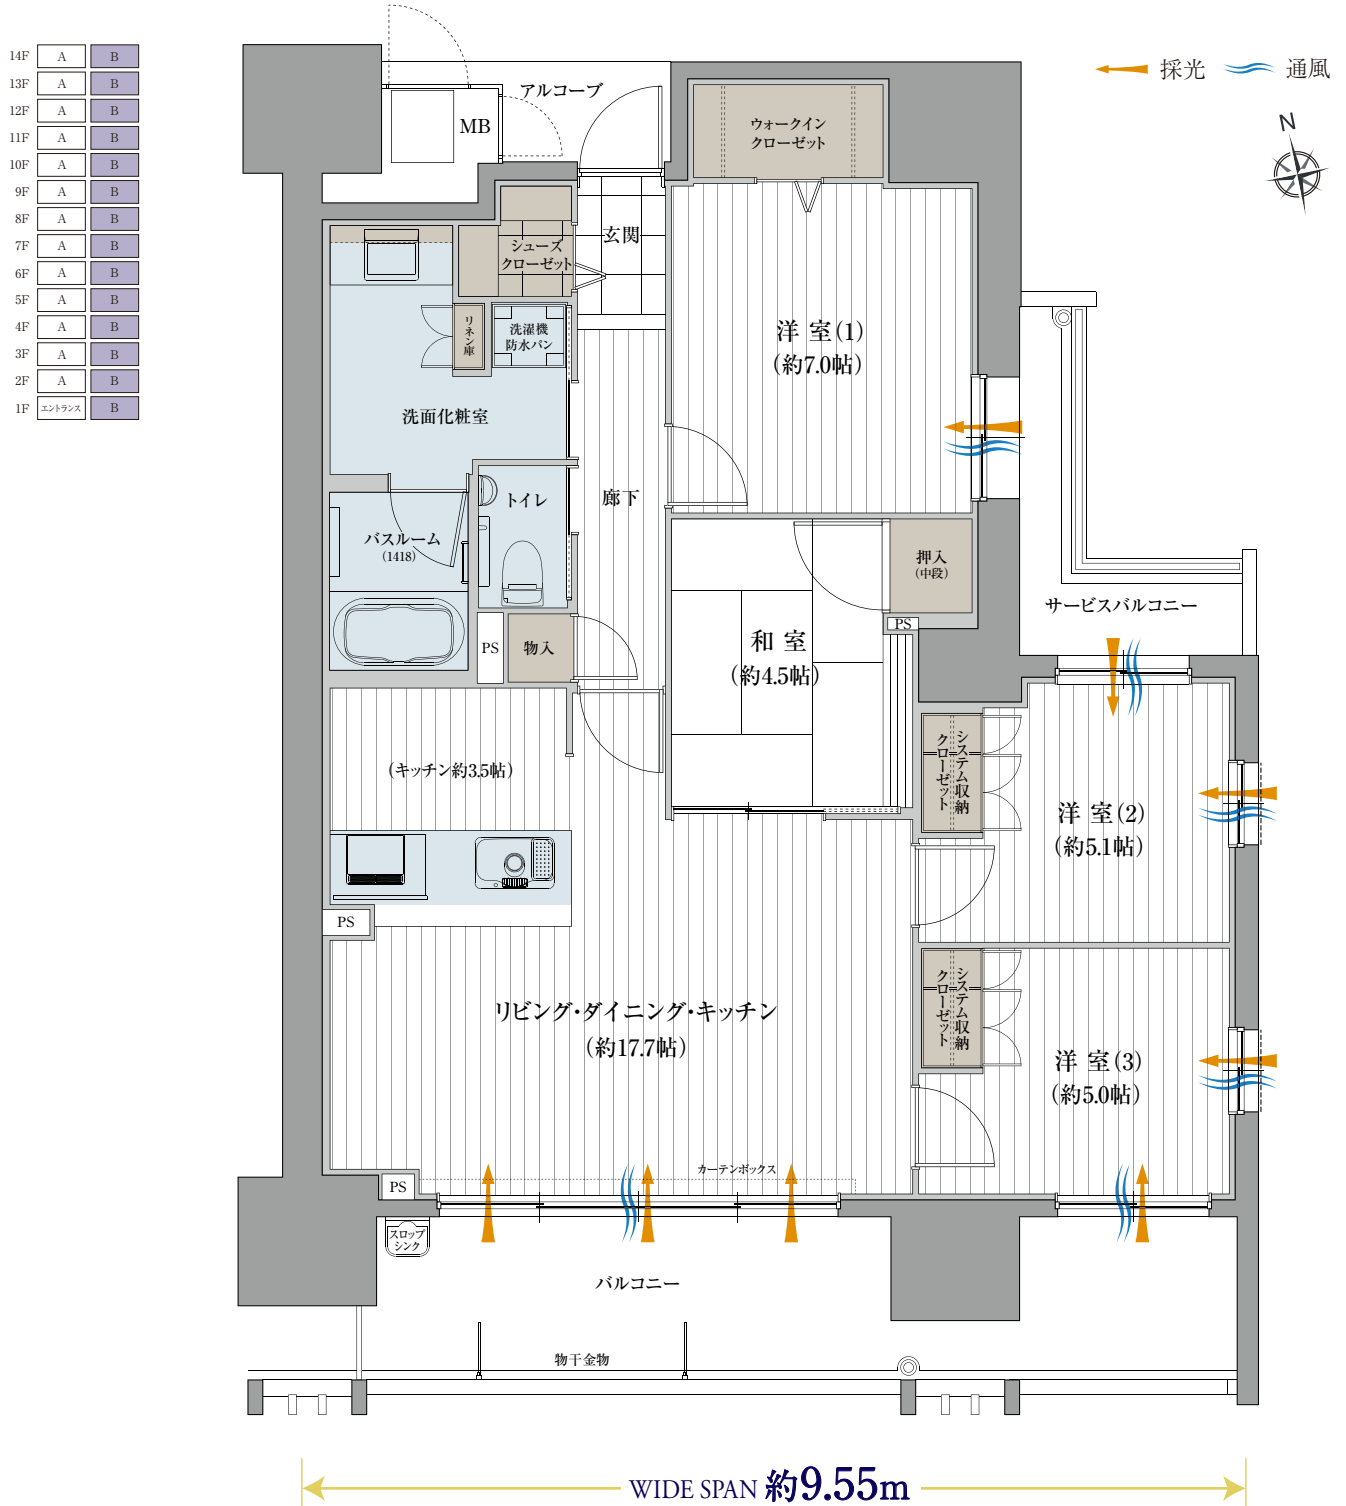 14F A B
13F A B
12F A B
11F A B
10F A B
9F A B
8F A B
7F A B
6F A B
5F A B
4F A B
3F A B
2F A B
1F エントランス B
採光 通風
N
アルコーブ
MB
ウォークイン
クローゼット
玄関
シューズ
クローゼット
リネン庫
洗濯機
防水パン
洋室(1)
(約7.0帖)
洗面化粧室
トイレ
廊下
バスルーム
(1418)
押入
(中段)
サービスバルコニー
PS
PS
物入
和室
(約4.5帖)
(キッチン約3.5帖)
システム収納
クローゼット
洋室(2)
(約5.1帖)
PS
リビング・ダイニング・キッチン
(約17.7帖)
システム収納
クローゼット
洋室(3)
(約5.0帖)
カーテンボックス
PS
スロップ
シンク
バルコニー
物干金物
WIDE SPAN 約9.55m